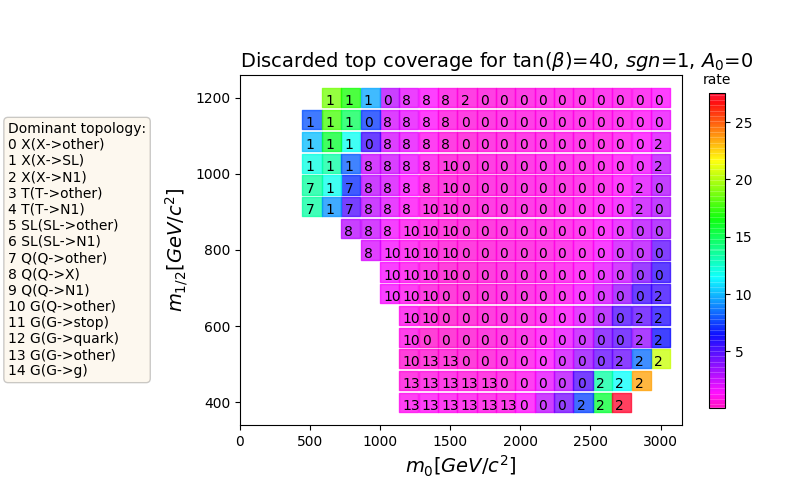 Discarded top coverage for tan(β)=40, sgn=1, A₀=0
rate
Dominant topology:
0 X(X->other)
1 X(X->SL)
2 X(X->N1)
3 T(T->other)
4 T(T->N1)
5 SL(SL->other)
6 SL(SL->N1)
7 Q(Q->other)
8 Q(Q->X)
9 Q(Q->N1)
10 G(Q->other)
11 G(G->stop)
12 G(G->quark)
13 G(G->other)
14 G(G->g)
m₁/₂[GeV/c²]
1200
1000
800
600
400
1 1 1 0 8 8 8 2 0 0 0 0 0 0 0 0 0 0
1 1 1 0 8 8 8 8 0 0 0 0 0 0 0 0 0 0 0
1 1 1 0 8 8 8 8 0 0 0 0 0 0 0 0 0 0 2
1 1 1 8 8 8 8 10 0 0 0 0 0 0 0 0 0 0 2
7 1 7 8 8 8 8 10 0 0 0 0 0 0 0 0 0 2 0
7 1 7 8 8 8 10 10 0 0 0 0 0 0 0 0 0 2 0
8 8 8 10 10 10 0 0 0 0 0 0 0 0 0 0 0
8 10 10 10 10 0 0 0 0 0 0 0 0 0 0 0
10 10 10 0 0 0 0 0 0 0 0 0 0 0 0
10 10 10 0 0 0 0 0 0 0 0 0 0 0 2
10 10 0 0 0 0 0 0 0 0 0 0 2 2
10 0 0 0 0 0 0 0 0 0 0 0 2 2
10 13 13 0 0 0 0 0 0 0 0 2 2 2
13 13 13 13 13 0 0 0 0 0 2 2 2
13 13 13 13 13 13 0 0 0 2 2 2
0 500 1000 1500 2000 2500 3000
m₀[GeV/c²]
25
20
15
10
5